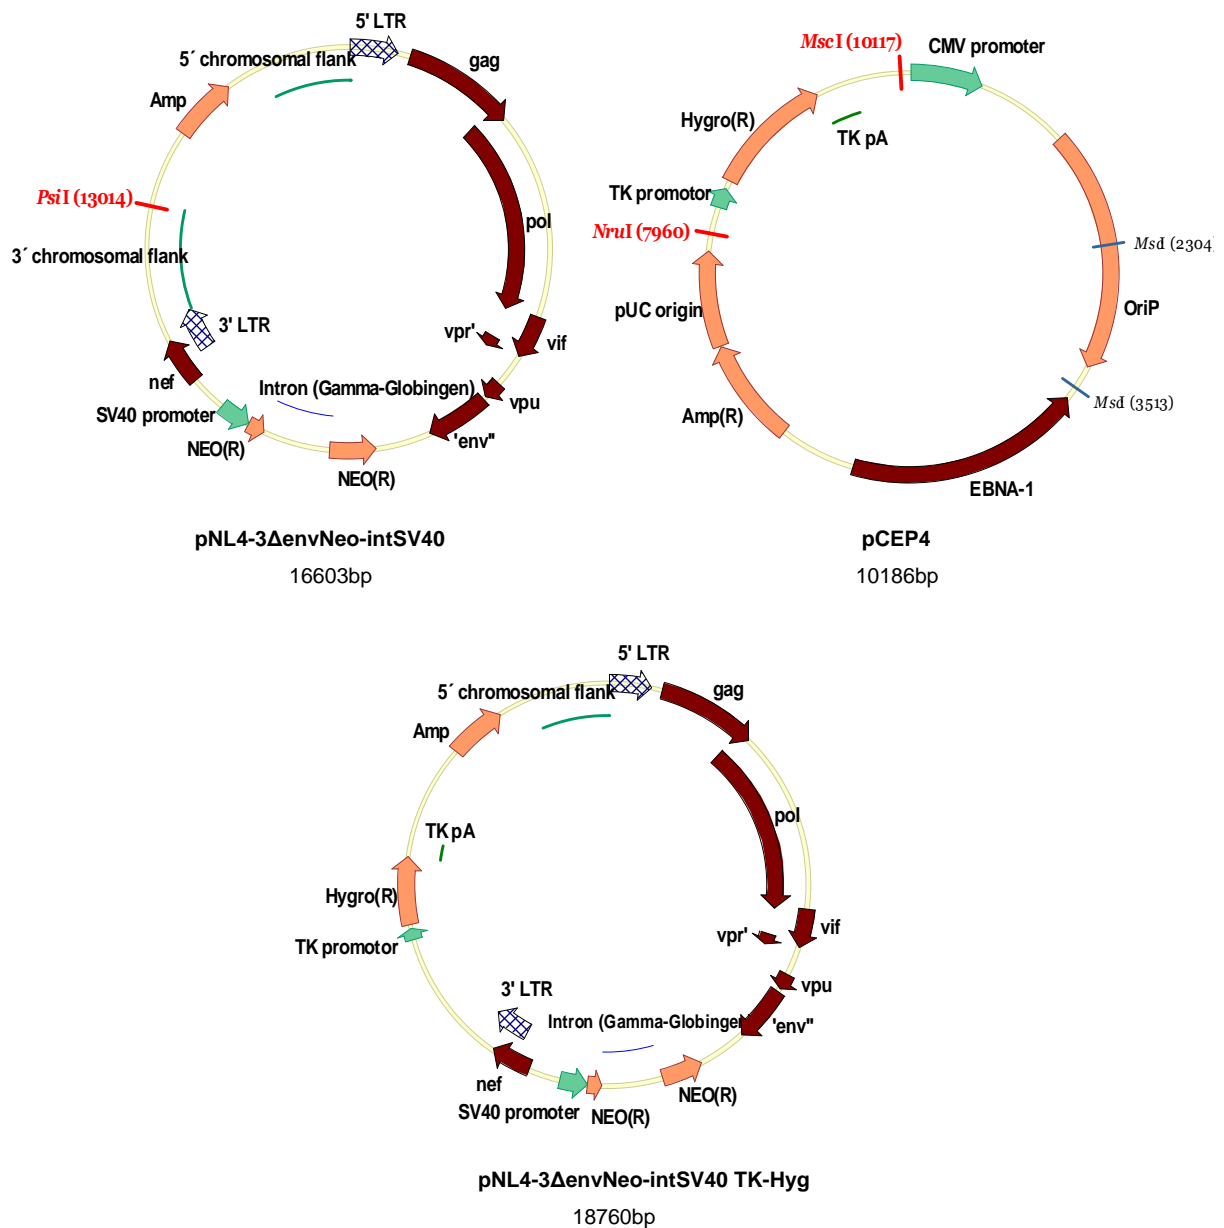 5' LTR
5´ chromosomal flank
gag
Amp
PsiI (13014)
pol
3´ chromosomal flank
3' LTR
vpr'
vif
nef
Intron (Gamma-Globingen)
vpu
SV40 promoter
'env"
NEO(R)
NEO(R)
pNL4-3ΔenvNeo-intSV40
16603bp
MscI (10117)
CMV promoter
Hygro(R)
TK pA
TK promotor
NruI (7960)
MscI (2304)
pUC origin
OriP
MscI (3513)
Amp(R)
EBNA-1
pCEP4
10186bp
5' LTR
5´ chromosomal flank
gag
Amp
pol
TK pA
Hygro(R)
TK promotor
vpr'
vif
3' LTR
vpu
Intron (Gamma-Globingen)
'env"
nef
SV40 promoter
NEO(R)
NEO(R)
pNL4-3ΔenvNeo-intSV40 TK-Hyg
18760bp